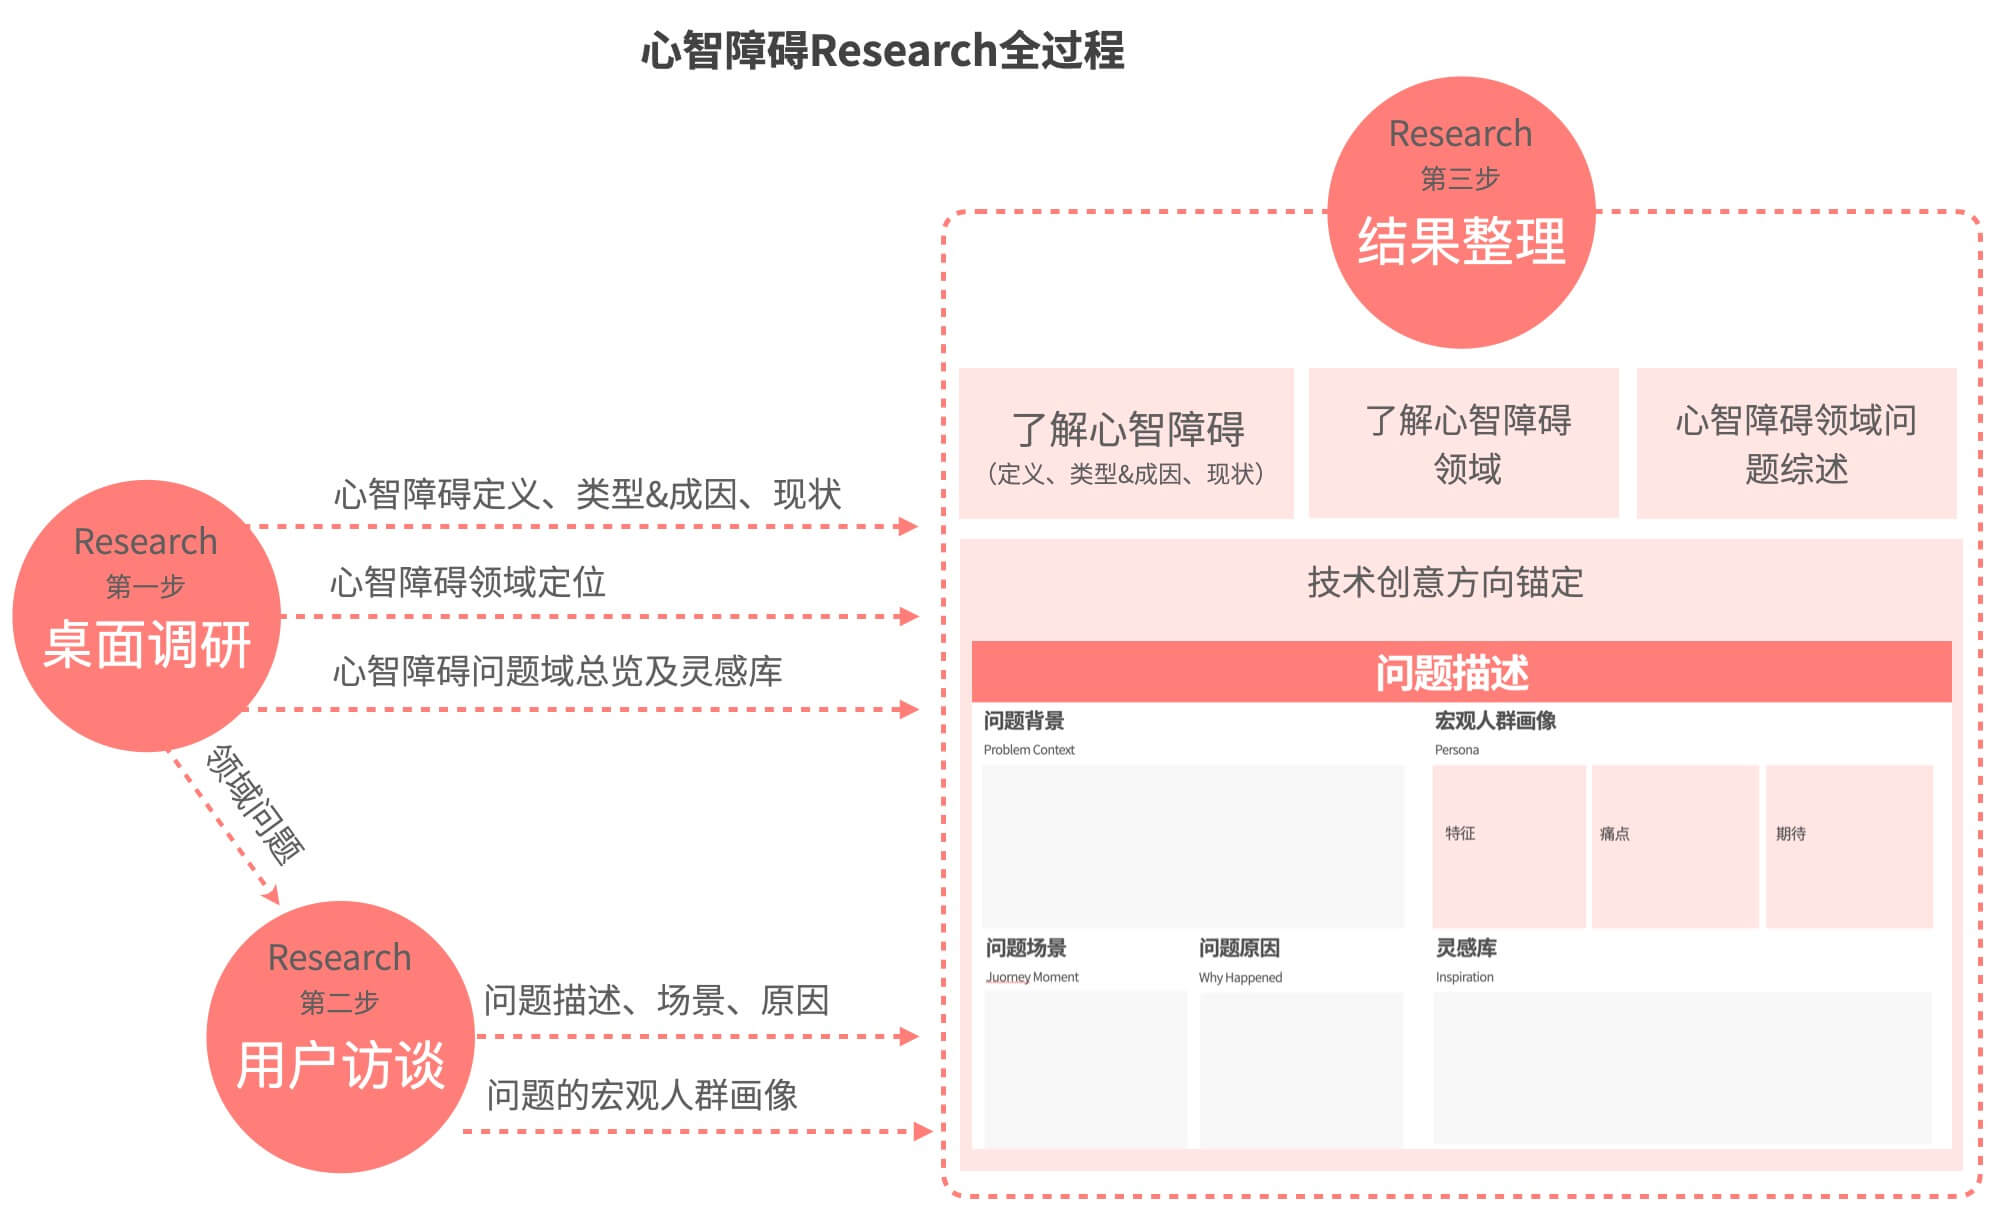 心智障碍Research全过程
Research
第三步
结果整理
了解心智障碍
（定义、类型&成因、现状）
了解心智障碍
领域
心智障碍领域问
题综述
Research
第一步
桌面调研
心智障碍定义、类型&成因、现状
心智障碍领域定位
心智障碍问题域总览及灵感库
领域问题
Research
第二步
用户访谈
问题描述、场景、原因
问题的宏观人群画像
技术创意方向锚定
问题描述
问题背景
Problem Context
宏观人群画像
Persona
特征
痛点
期待
问题场景
Juorney Moment
问题原因
Why Happened
灵感库
Inspiration